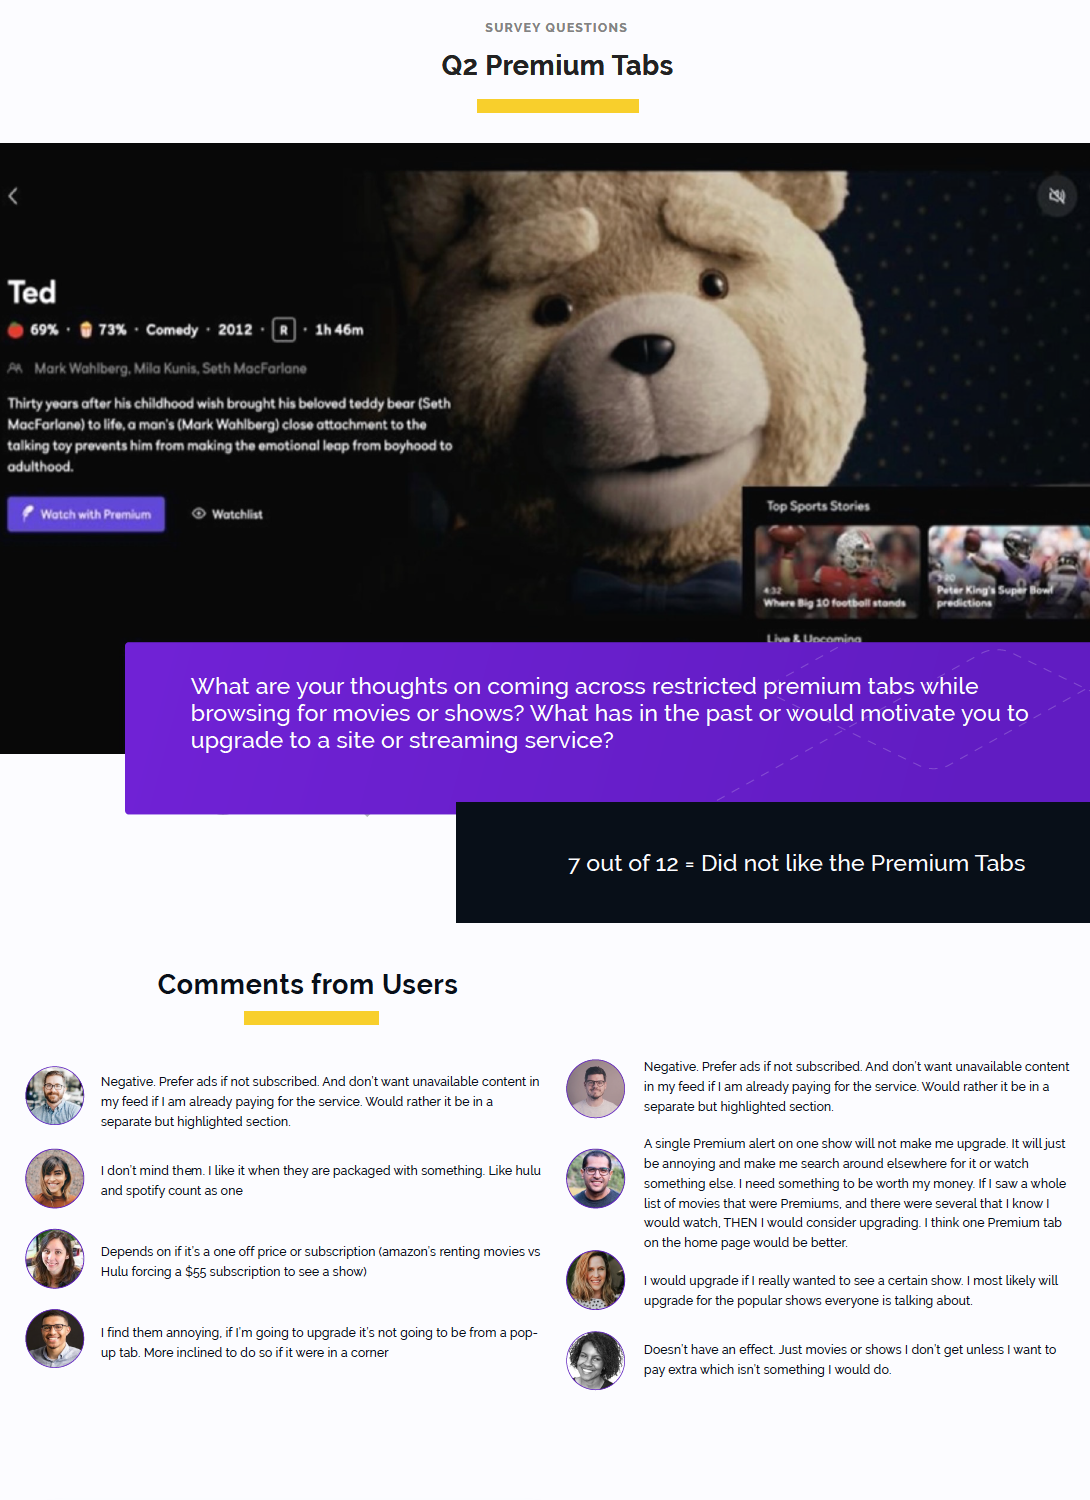 SURVEY QUESTIONS
Q2 Premium Tabs
Ted
69% · 73% · Comedy · 2012 · R · 1h 46m
Mark Wahlberg, Mila Kunis, Seth MacFarlane
Thirty years after his childhood wish brought his beloved teddy bear (Seth
MacFarlane) to life, a man's (Mark Wahlberg) close attachment to the
talking toy prevents him from making the emotional leap from boyhood to
adulthood.
Watch with Premium
Watchlist
Top Sports Stories
4:32
Where Big 10 football stands
Peter King's Super Bowl
predictions
Live & Upcoming
What are your thoughts on coming across restricted premium tabs while
browsing for movies or shows? What has in the past or would motivate you to
upgrade to a site or streaming service?
7 out of 12 = Did not like the Premium Tabs
Comments from Users
Negative. Prefer ads if not subscribed. And don't want unavailable content in
my feed if I am already paying for the service. Would rather it be in a
separate but highlighted section.
I don't mind them. I like it when they are packaged with something. Like hulu
and spotify count as one
Depends on if it's a one off price or subscription (amazon's renting movies vs
Hulu forcing a $55 subscription to see a show)
I find them annoying, if I'm going to upgrade it's not going to be from a pop-
up tab. More inclined to do so if it were in a corner
Negative. Prefer ads if not subscribed. And don't want unavailable content
in my feed if I am already paying for the service. Would rather it be in a
separate but highlighted section.
A single Premium alert on one show will not make me upgrade. It will just
be annoying and make me search around elsewhere for it or watch
something else. I need something to be worth my money. If I saw a whole
list of movies that were Premiums, and there were several that I know I
would watch, THEN I would consider upgrading. I think one Premium tab
on the home page would be better.
I would upgrade if I really wanted to see a certain show. I most likely will
upgrade for the popular shows everyone is talking about.
Doesn't have an effect. Just movies or shows I don't get unless I want to
pay extra which isn't something I would do.